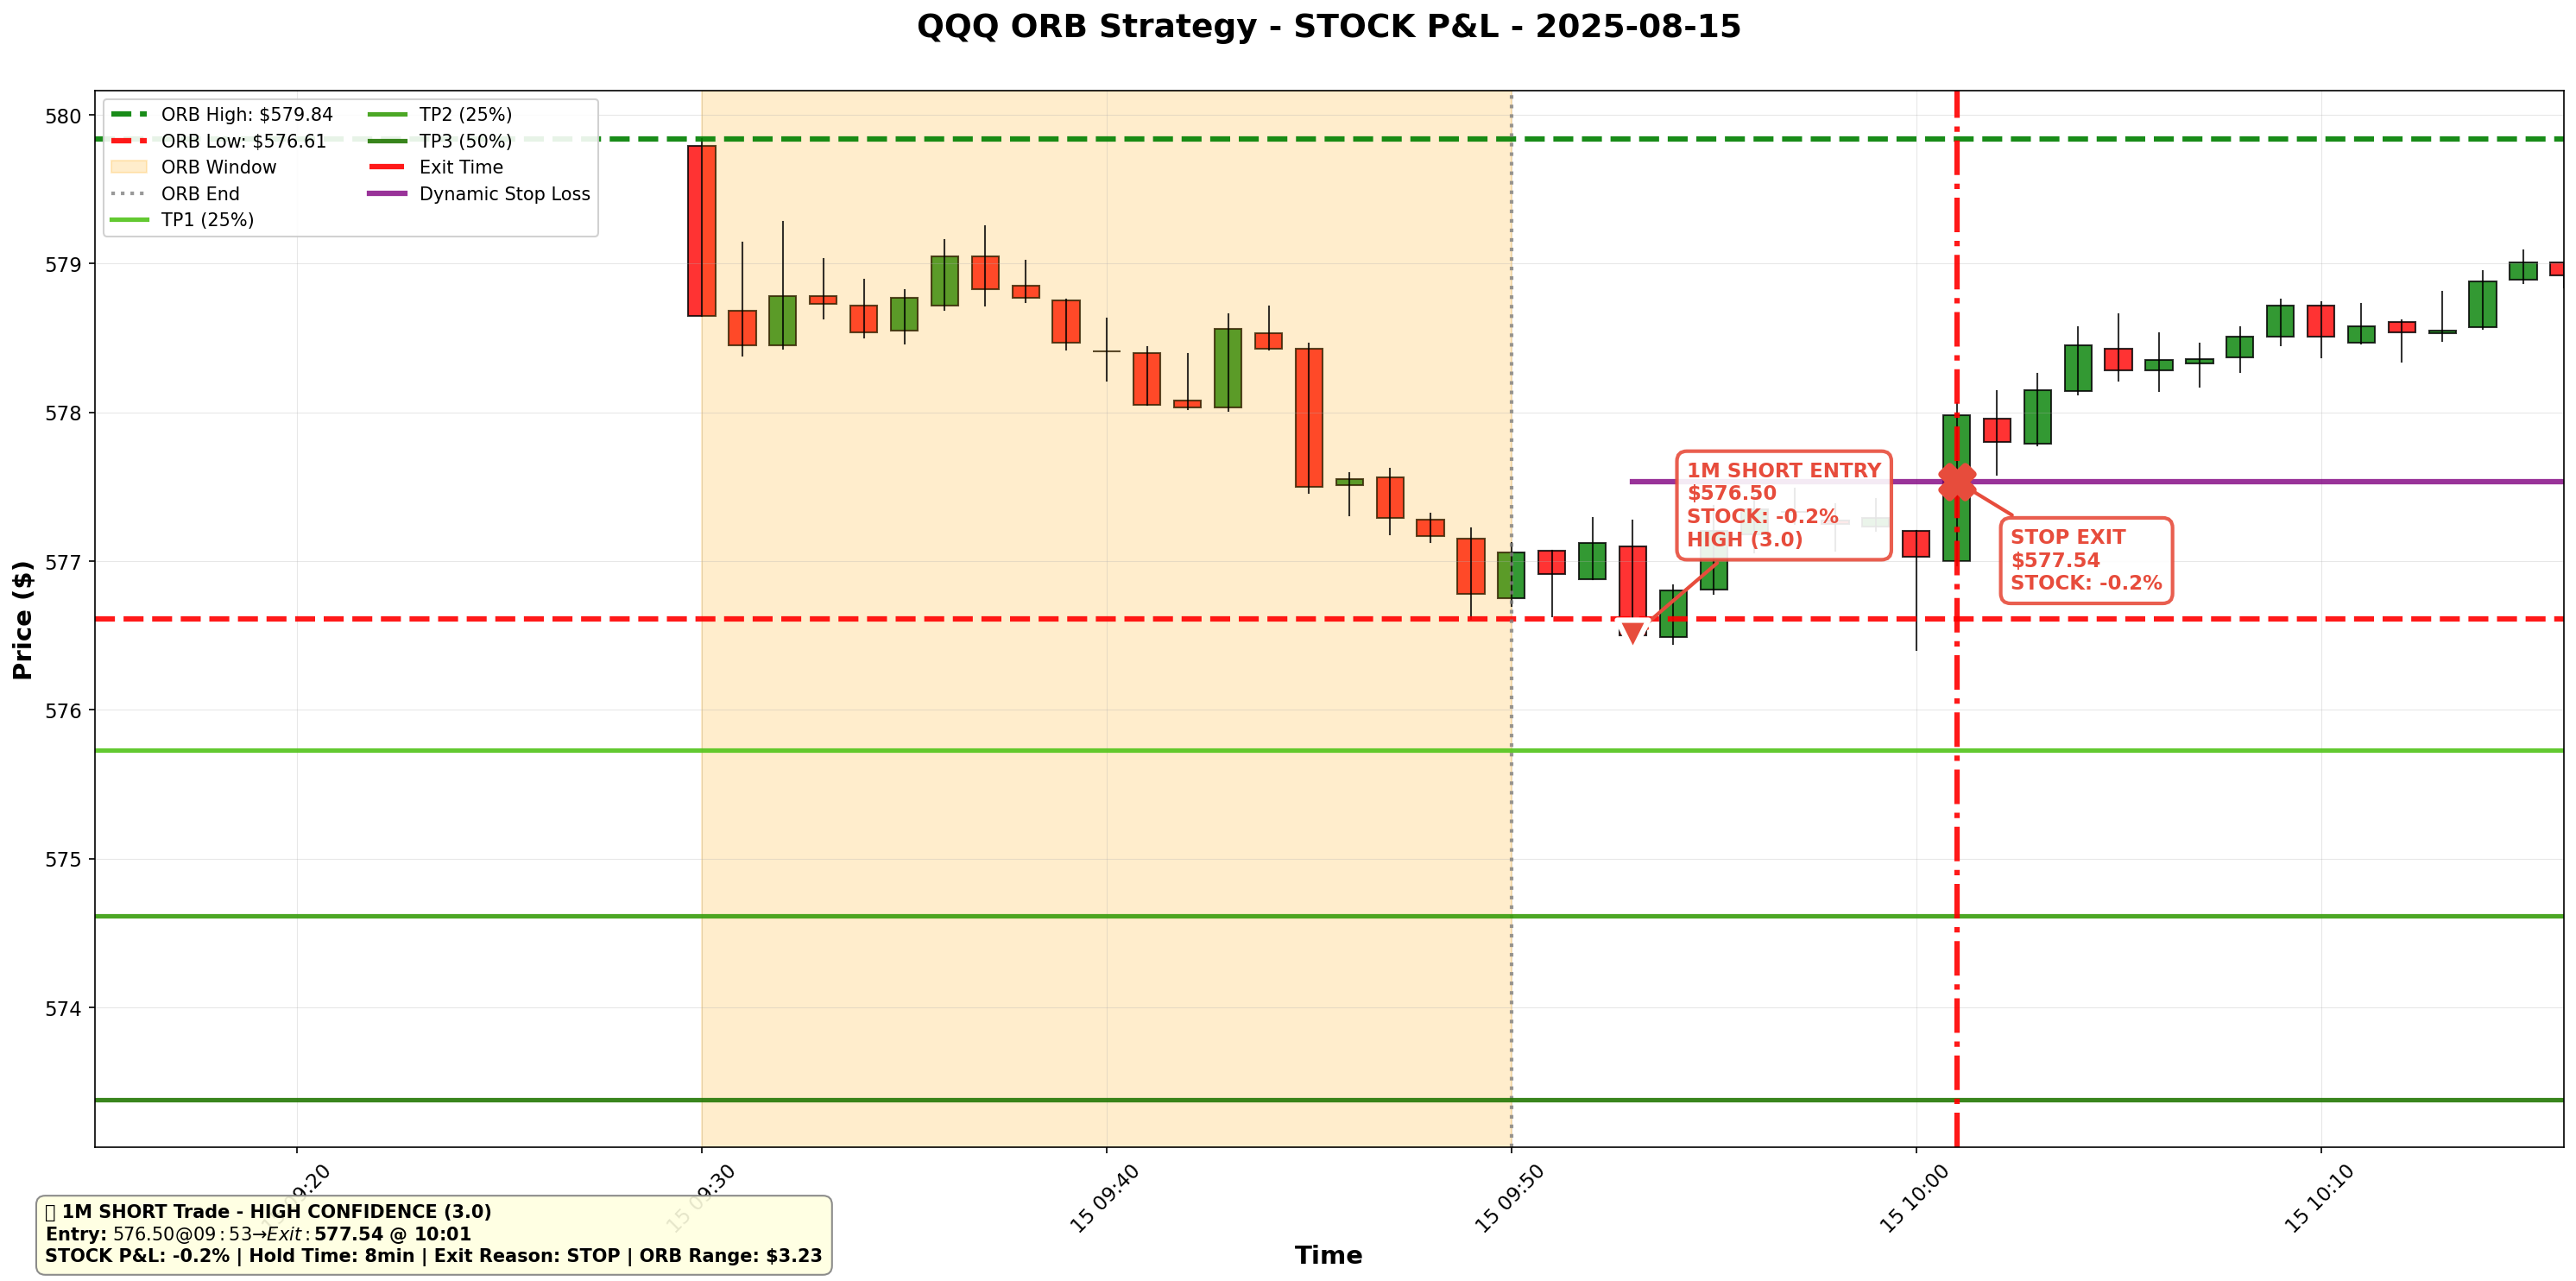 QQQ ORB Strategy - STOCK P&L - 2025-08-15
ORB High: $579.84
ORB Low: $576.61
ORB Window
ORB End
TP1 (25%)
TP2 (25%)
TP3 (50%)
Exit Time
Dynamic Stop Loss
580
579
578
577
576
575
574
Price ($)
1M SHORT ENTRY
$576.50
STOCK: -0.2%
HIGH (3.0)
STOP EXIT
$577.54
STOCK: -0.2%
09:20
15 09:30
15 09:40
15 09:50
15 10:00
15 10:10
Time
1M SHORT Trade - HIGH CONFIDENCE (3.0)
Entry: 576.50@09:53→Exit:577.54 @ 10:01
STOCK P&L: -0.2% | Hold Time: 8min | Exit Reason: STOP | ORB Range: $3.23